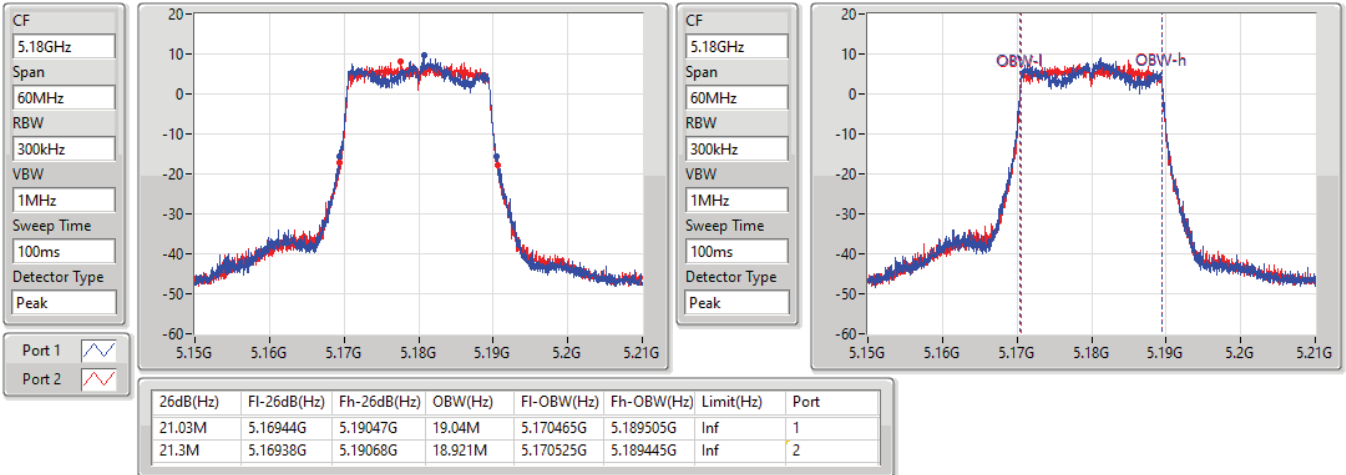 CF
5.18GHz
Span
60MHz
RBW
300kHz
VBW
1MHz
Sweep Time
100ms
Detector Type
Peak
20
10
0
-10
-20
-30
-40
-50
-60
5.15G 5.16G 5.17G 5.18G 5.19G 5.2G 5.21G
CF
5.18GHz
Span
60MHz
RBW
300kHz
VBW
1MHz
Sweep Time
100ms
Detector Type
Peak
20
10
0
-10
-20
-30
-40
-50
-60
OBW-l OBW-h
5.15G 5.16G 5.17G 5.18G 5.19G 5.2G 5.21G
Port 1
Port 2
26dB(Hz) Fl-26dB(Hz) Fh-26dB(Hz) OBW(Hz) Fl-OBW(Hz) Fh-OBW(Hz) Limit(Hz) Port
21.03M 5.16944G 5.19047G 19.04M 5.170465G 5.189505G Inf 1
21.3M 5.16938G 5.19068G 18.921M 5.170525G 5.189445G Inf 2